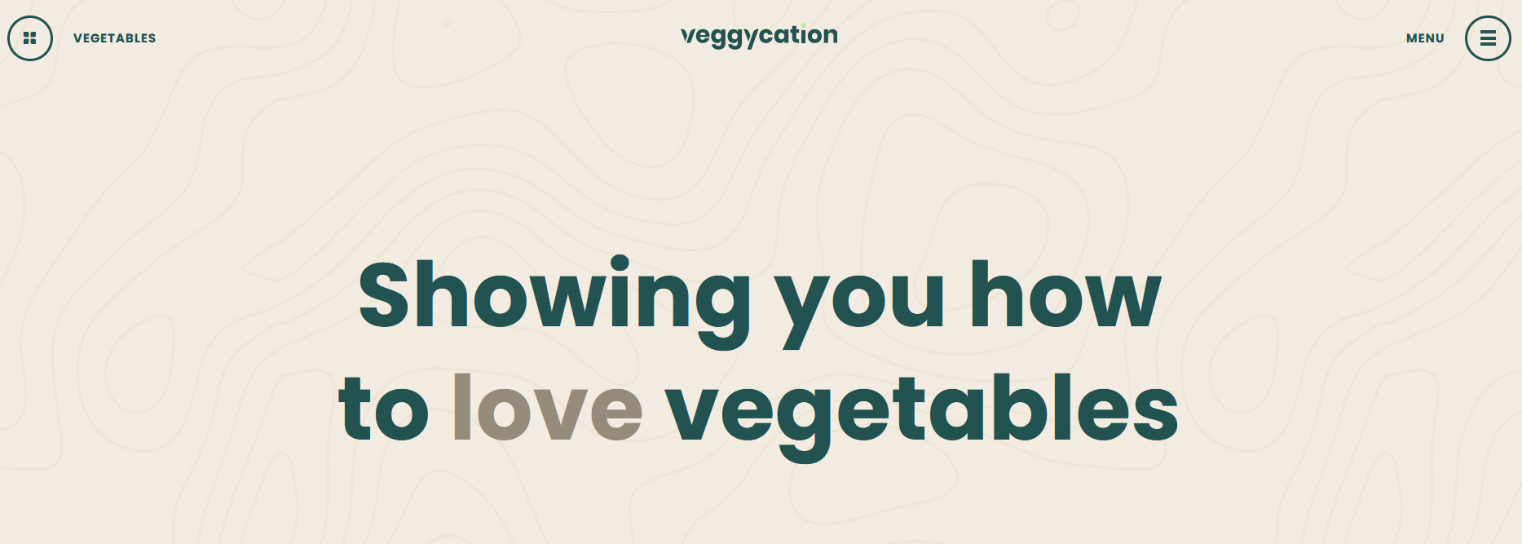 VEGETABLES
veggycation
MENU
Showing you how
to love vegetables